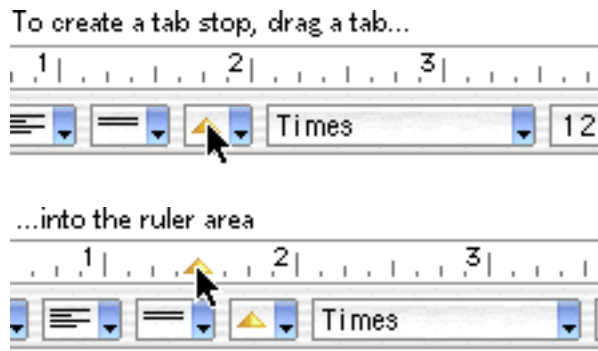 To create a tab stop, drag a tab...
1 2 3
Times 12
...into the ruler area
1 2 3
Times